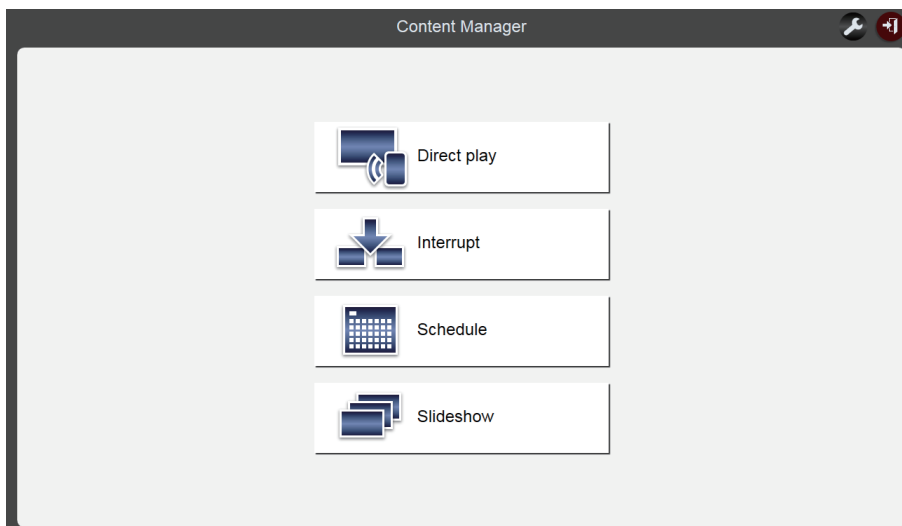 Content Manager
Direct play
Interrupt
Schedule
Slideshow